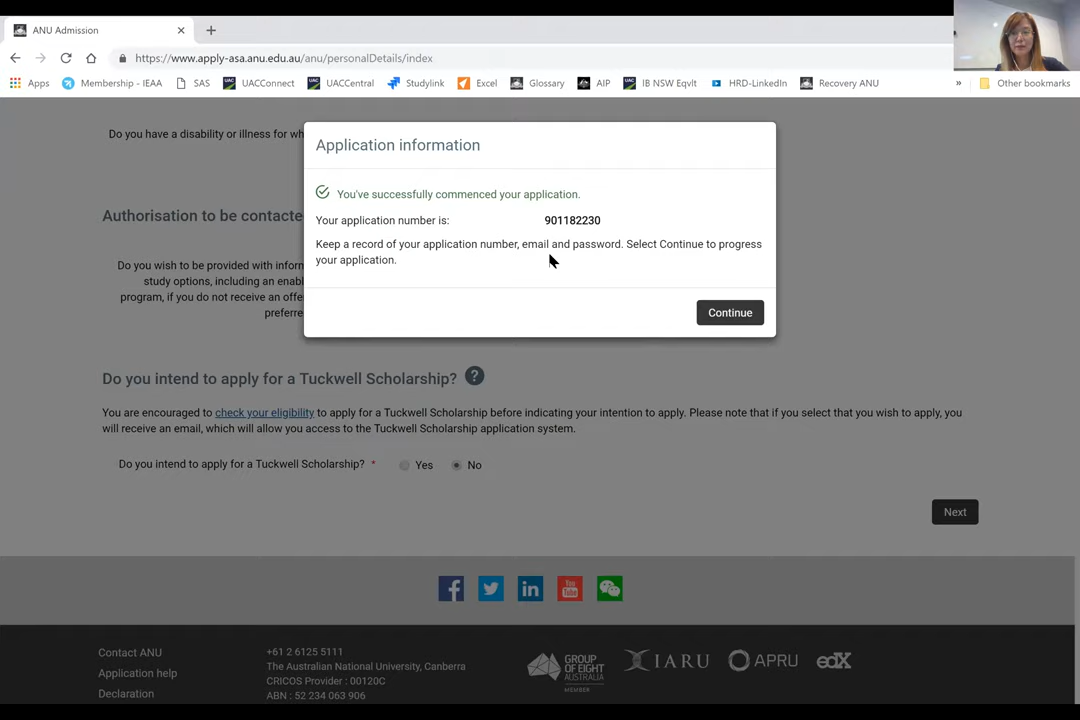 ANU Admission
https://www.apply-asa.anu.edu.au/anu/personalDetails/index
Apps Membership - IEAA SAS UACConnect UACCentral Studylink Excel Glossary AIP IB NSW Eqvlt HRD-LinkedIn Recovery ANU » Other bookmarks
Do you have a disability or illness for wh
Application information
You've successfully commenced your application.
Your application number is: 901182230
Keep a record of your application number, email and password. Select Continue to progress
your application.
Continue
Authorisation to be contacte
Do you wish to be provided with inforn
study options, including an enabl
program, if you do not receive an offe
preferre
Do you intend to apply for a Tuckwell Scholarship? ?
You are encouraged to check your eligibility to apply for a Tuckwell Scholarship before indicating your intention to apply. Please note that if you select that you wish to apply, you
will receive an email, which will allow you access to the Tuckwell Scholarship application system.
Do you intend to apply for a Tuckwell Scholarship? * Yes No
Next
You Tube
Contact ANU
Application help
Declaration
+61 2 6125 5111
The Australian National University, Canberra
CRICOS Provider : 00120C
ABN : 52 234 063 906
GROUP
OF EIGHT
AUSTRALIA
MEMBER
IARU
APRU
edX